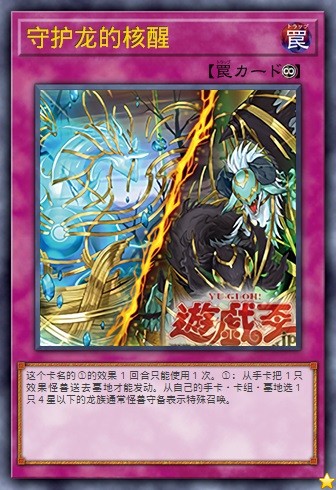 守护龙的核醒
トラップ
罠
【罠カード】
YU-GI-OH!
遊戯王
这个卡名的①的效果1回合只能使用1次。①：从手卡把1只
效果怪兽送去墓地才能发动。从自己的手卡·卡组·墓地选1
只4星以下的龙族通常怪兽守备表示特殊召唤。